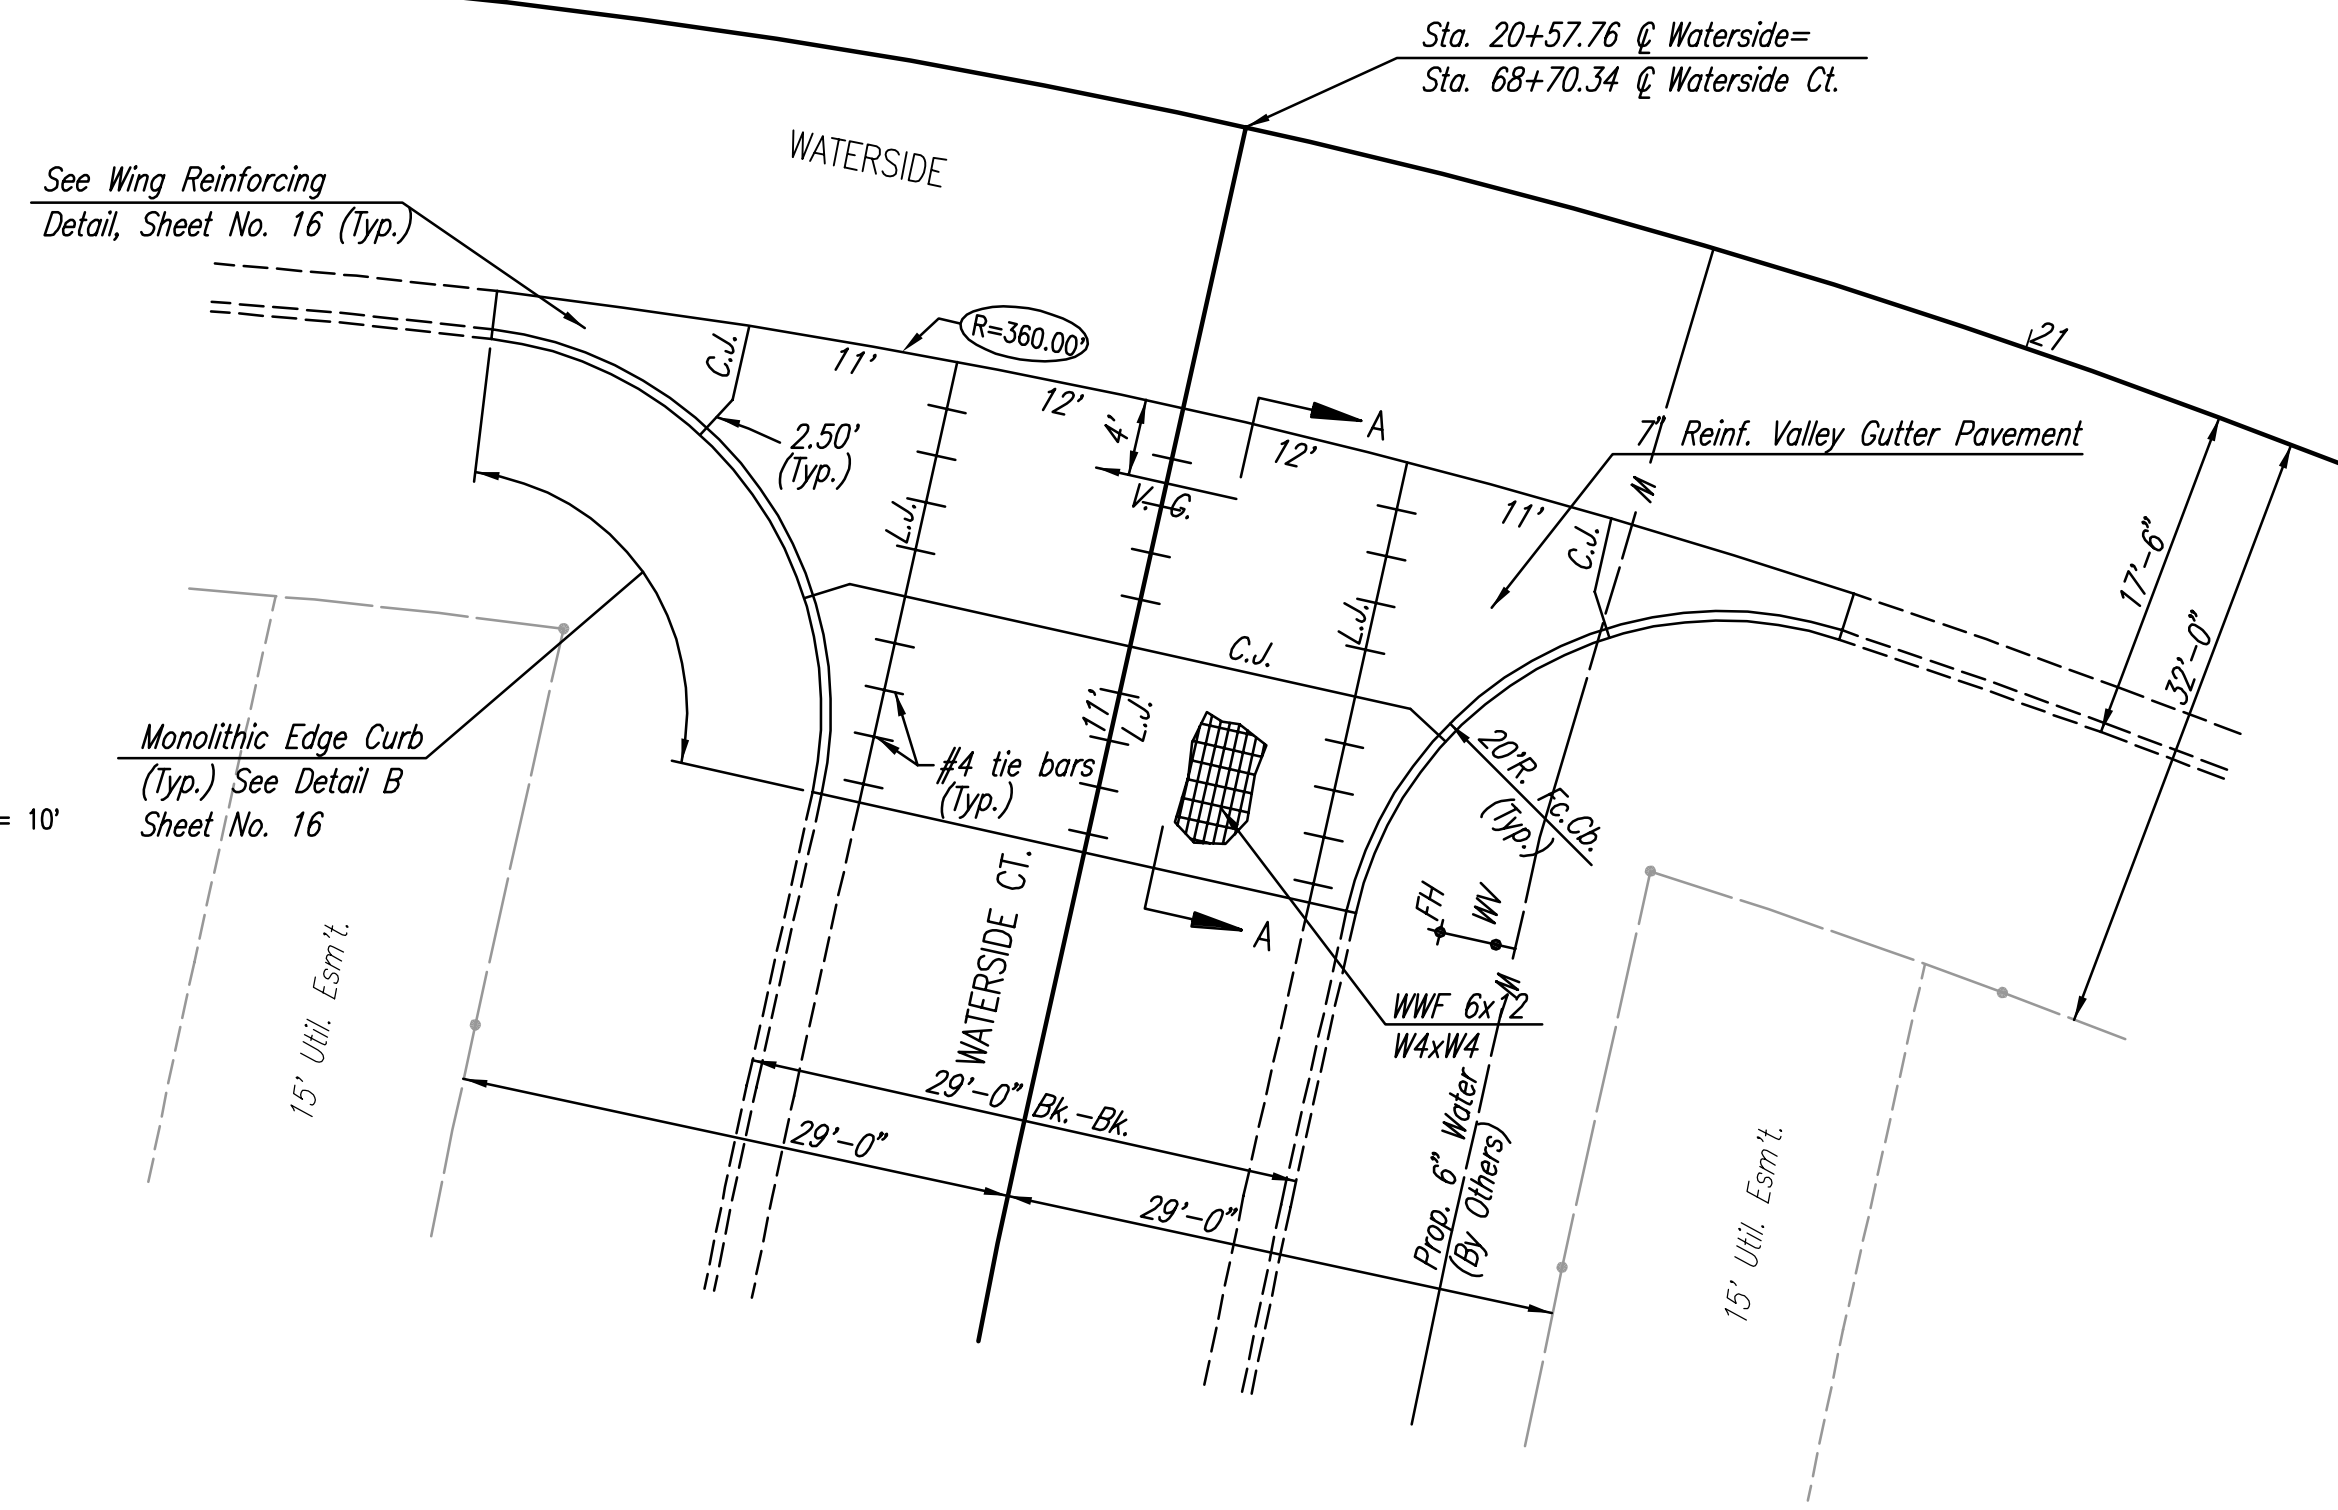 Sta. 20+57.76 ℄ Waterside=
Sta. 68+70.34 ℄ Waterside Ct.
WATERSIDE
See Wing Reinforcing
Detail, Sheet No. 16 (Typ.)
R=360.00'
C.J.
11'
12'
4'
A
12'
2.50'
(Typ.)
7" Reinf. Valley Gutter Pavement
21
L.J.
V. G.
11'
W
C.J.
17'-6"
32'-0"
L.J.
C.J.
11'
L.J.
Monolithic Edge Curb
(Typ.) See Detail B
Sheet No. 16
= 10'
#4 tie bars
(Typ.)
20'R. Fc.Cb.
(Typ.)
FH
WV
A
WATERSIDE CT.
W
WWF 6x12
W4xW4
15' Util. Esm't.
29'-0" Bk.-Bk.
29'-0"
29'-0"
Prop. 6" Water
(By Others)
15' Util. Esm't.